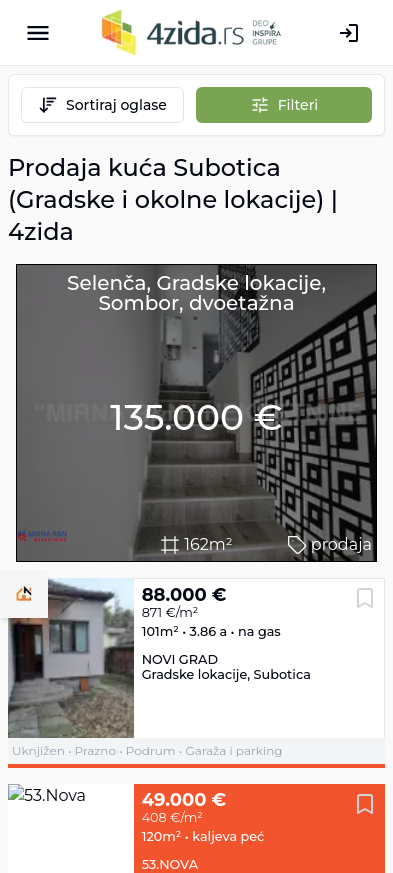 4zida.rs
DEO
INSPIRA
GRUPE
Sortiraj oglase
Filteri
Prodaja kuća Subotica
(Gradske i okolne lokacije) |
4zida
Selenča, Gradske lokacije,
Sombor, dvoetažna
135.000 €
MIRNA R&N
162m²
prodaja
88.000 €
871 €/m²
101m² • 3.86 a • na gas
NOVI GRAD
Gradske lokacije, Subotica
Uknjižen • Prazno • Podrum • Garaža i parking
53.Nova
49.000 €
408 €/m²
120m² • kaljeva peć
53.NOVA